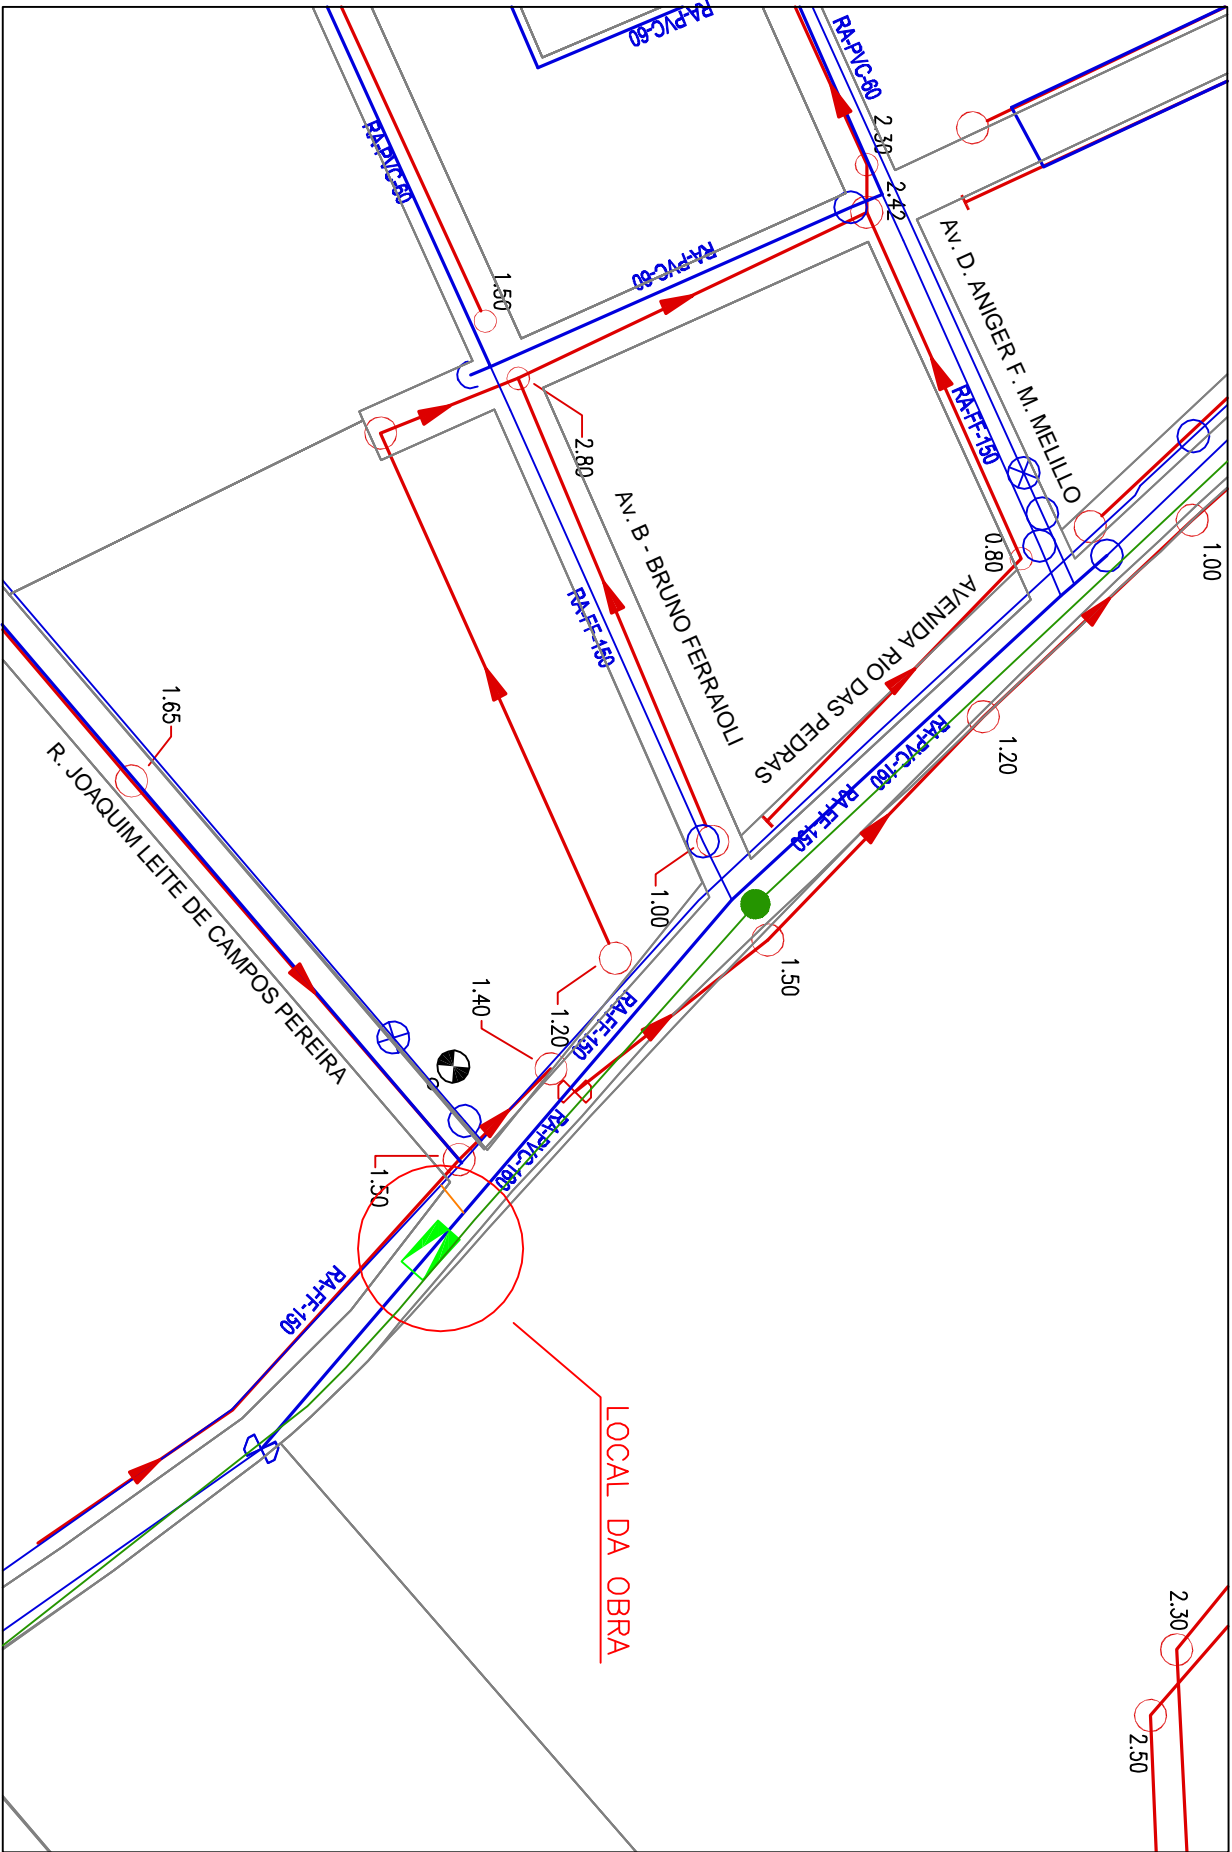 RA-PVC-60
RA-PVC-60
RA-PVC-60
2.30
2.42
Av. D. ANIGER F. M. MELILLO
RA-PVC-60
1.50
RA-FF-150
2.80
Av. B - BRUNO FERRAIOLI
0.80
1.00
AVENIDA RIO DAS PEDRAS
RA-FF-150
1.65
R. JOAQUIM LEITE DE CAMPOS PEREIRA
1.20
RA-PVC-160
RA-FF-150
1.00
1.50
1.40
1.20
RA-FF-150
RA-PVC-160
1.50
RA-FF-150
LOCAL DA OBRA
2.30
2.50